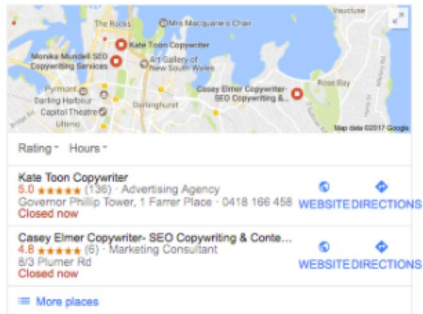 Vaucluse
The Rocks
Mrs Macquarie's Chair
Kate Toon Copywriter
Monika Mundell SEO
Copywriting Services
Art Gallery of
New South Wales
Pyrmont
Casey Elmer Copywriter-
SEO Copywriting &...
Rose Bay
Darling Harbour
Capitol Theatre
Darlinghurst
Ultimo
Map data ©2017 Google
Rating Hours
Kate Toon Copywriter
5.0 ★★★★★ (136) · Advertising Agency
Governor Phillip Tower, 1 Farrer Place · 0418 166 458
Closed now
WEBSITE DIRECTIONS
Casey Elmer Copywriter- SEO Copywriting & Conte...
4.8 ★★★★★ (6) · Marketing Consultant
8/3 Plumer Rd
Closed now
WEBSITE DIRECTIONS
More places